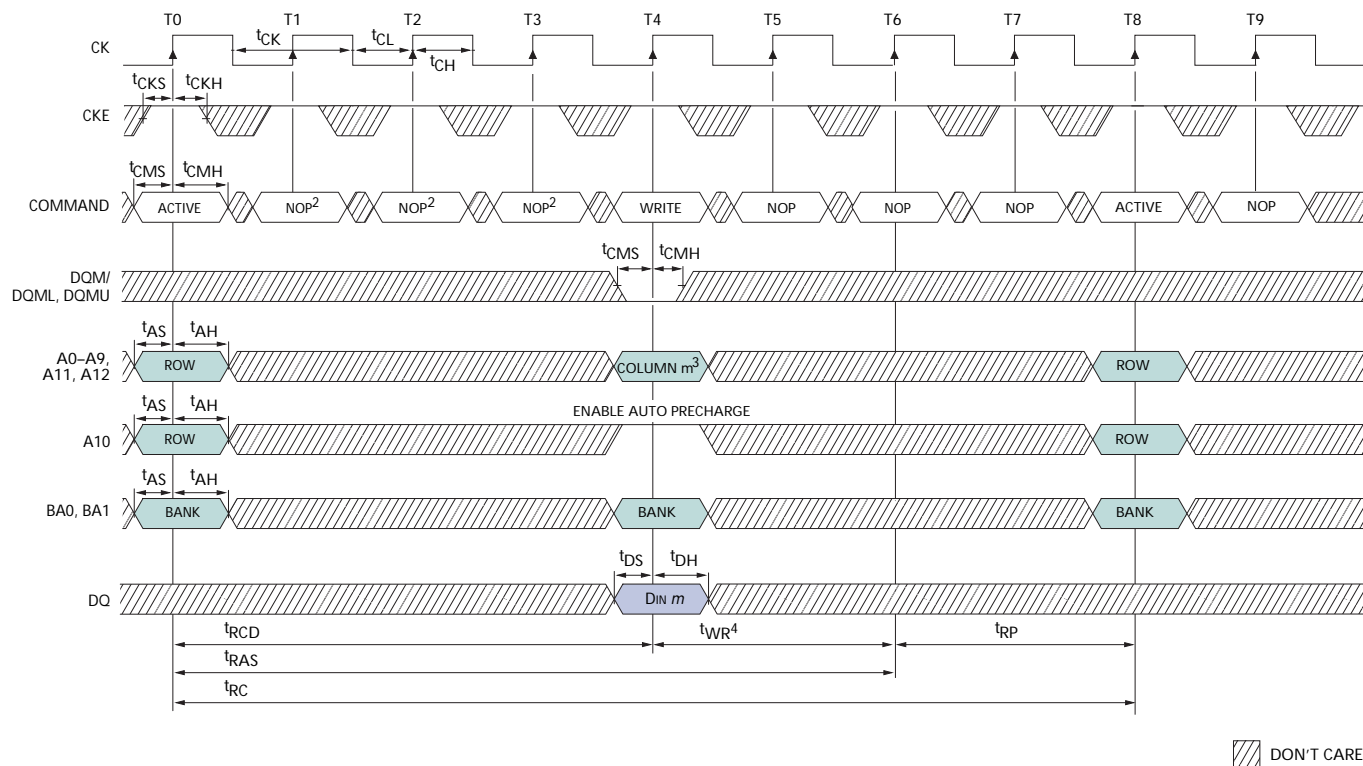 T0 T1 T2 T3 T4 T5 T6 T7 T8 T9
CK
tCK
tCL
tCH
tCKS tCKH
CKE
tCMS tCMH
COMMAND ACTIVE NOP2 NOP2 NOP2 WRITE NOP NOP NOP ACTIVE NOP
tCMS tCMH
DQM/
DQML, DQMU
tAS tAH
A0–A9,
A11, A12
ROW COLUMN m3 ROW
tAS tAH
ENABLE AUTO PRECHARGE
A10 ROW ROW
tAS tAH
BA0, BA1 BANK BANK BANK
tDS tDH
DQ DIN m
tRCD tWR4 tRP
tRAS
tRC
DON'T CARE